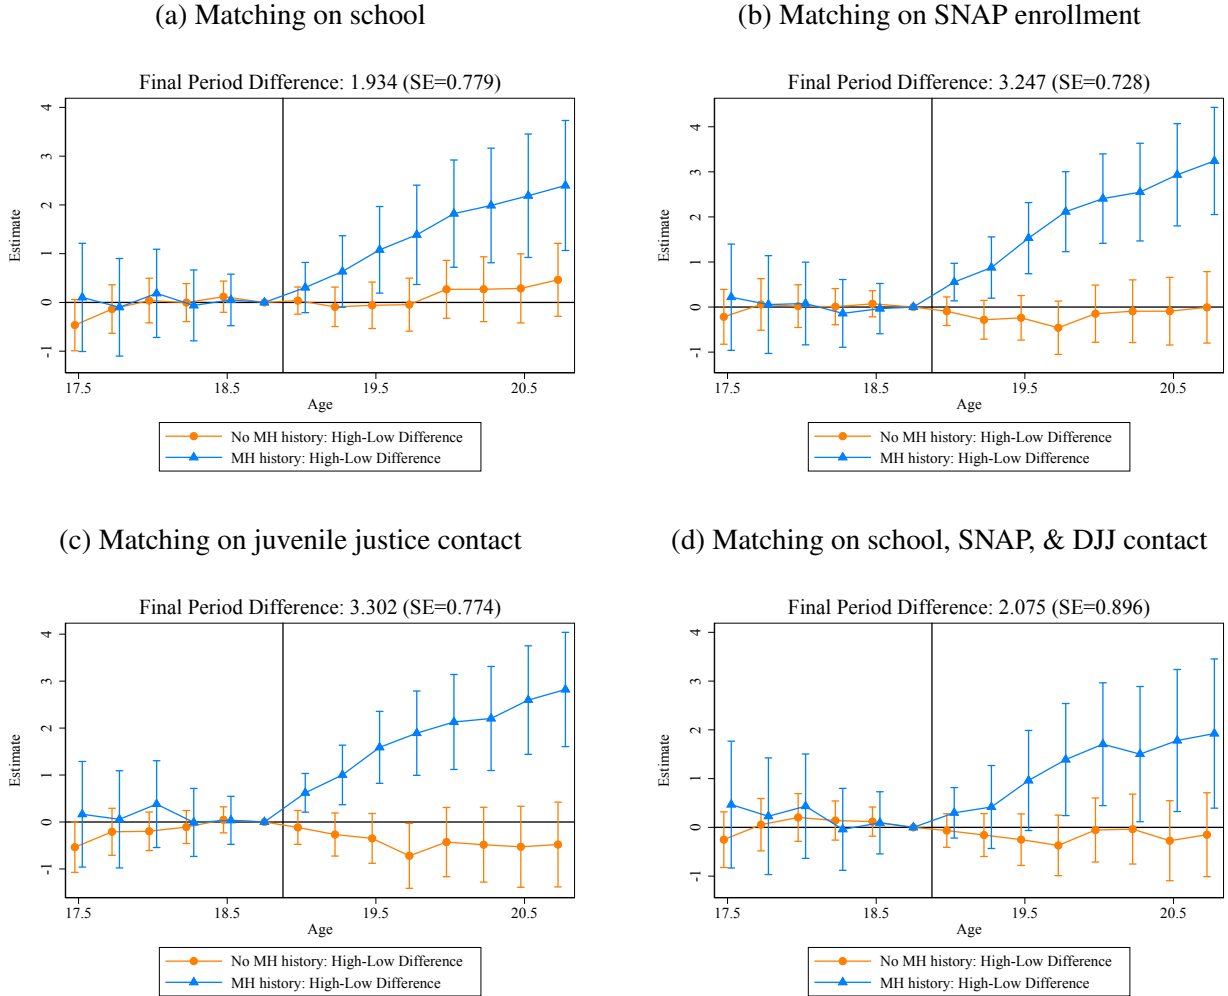 (a) Matching on school
Final Period Difference: 1.934 (SE=0.779)
4
3
2
1
0
-1
Estimate
17.5 18.5 19.5 20.5
Age
No MH history: High-Low Difference
MH history: High-Low Difference
(b) Matching on SNAP enrollment
Final Period Difference: 3.247 (SE=0.728)
4
3
2
1
0
-1
Estimate
17.5 18.5 19.5 20.5
Age
No MH history: High-Low Difference
MH history: High-Low Difference
(c) Matching on juvenile justice contact
Final Period Difference: 3.302 (SE=0.774)
4
3
2
1
0
-1
Estimate
17.5 18.5 19.5 20.5
Age
No MH history: High-Low Difference
MH history: High-Low Difference
(d) Matching on school, SNAP, & DJJ contact
Final Period Difference: 2.075 (SE=0.896)
4
3
2
1
0
-1
Estimate
17.5 18.5 19.5 20.5
Age
No MH history: High-Low Difference
MH history: High-Low Difference